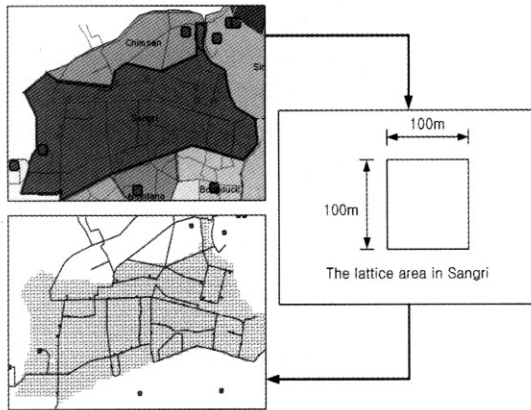 Chimsan
Sangri
100m
100m
The lattice area in Sangri